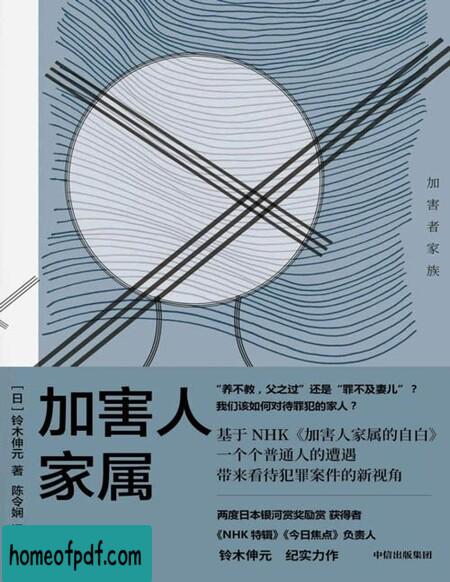 加害者家族
“养不教，父之过”还是“罪不及妻儿”？
我们该如何对待罪犯的家人？
加害人
家属
[日] 铃木伸元 著 陈令娴
基于 NHK《加害人家属的自白》
一个个普通人的遭遇
带来看待犯罪案件的新视角
两度日本银河赏奖励赏 获得者
《NHK 特辑》《今日焦点》负责人
铃木伸元 纪实力作
中信出版集团
homeofpdf.com